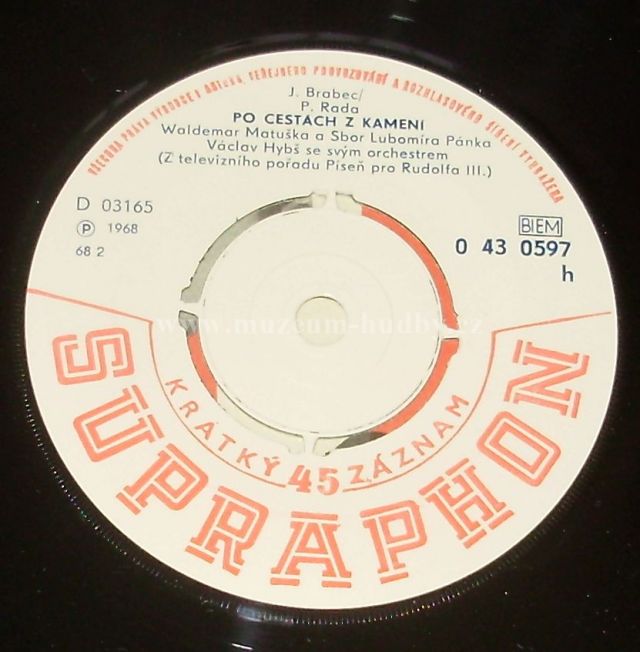 VŠECHNA PRÁVA VÝROBCE I AUTORA, VEŘEJNÉHO PROVOZOVÁNÍ A ROZHLASOVÉHO ŠÍŘENÍ VYHRAZENA
J. Brabec/
P. Rada
PO CESTÁCH Z KAMENÍ
Waldemar Matuška a Sbor Lubomíra Pánka
Václav Hybš se svým orchestrem
(Z televizního pořadu Píseň pro Rudolfa III.)
D 03165
℗ 1968
68 2
BIEM
0 43 0597
h
www.muzeum-hudby.cz
KRÁTKÝ 45 ZÁZNAM
SUPRAPHON